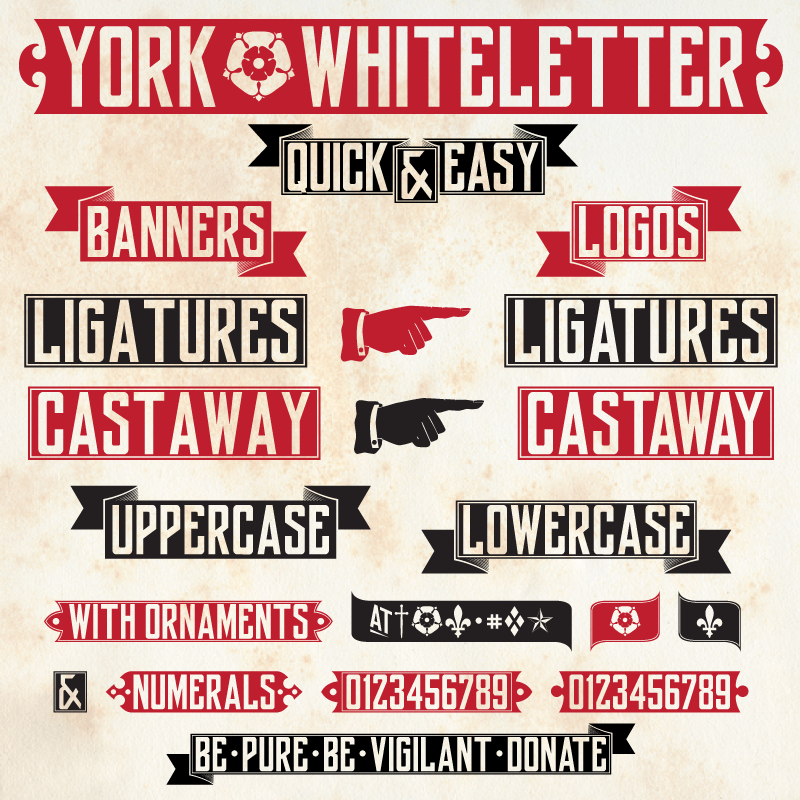 YORK WHITELETTER
QUICK & EASY
BANNERS LOGOS
LIGATURES LIGATURES
CASTAWAY CASTAWAY
UPPERCASE LOWERCASE
WITH ORNAMENTS AT†•#
& NUMERALS 0123456789 0123456789
BE•PURE•BE•VIGILANT•DONATE